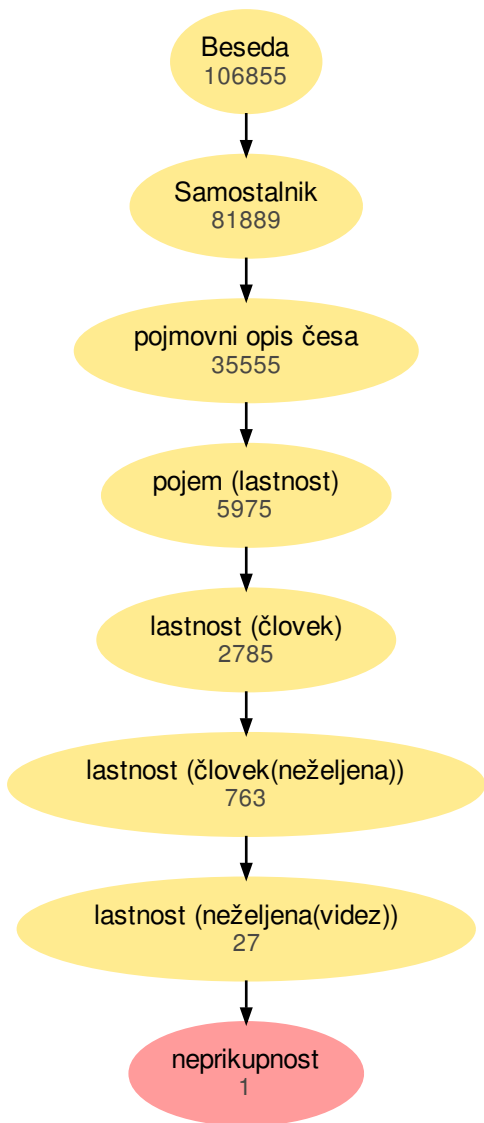 Beseda
106855
Samostalnik
81889
pojmovni opis česa
35555
pojem (lastnost)
5975
lastnost (človek)
2785
lastnost (človek(neželjena))
763
lastnost (neželjena(videz))
27
neprikupnost
1